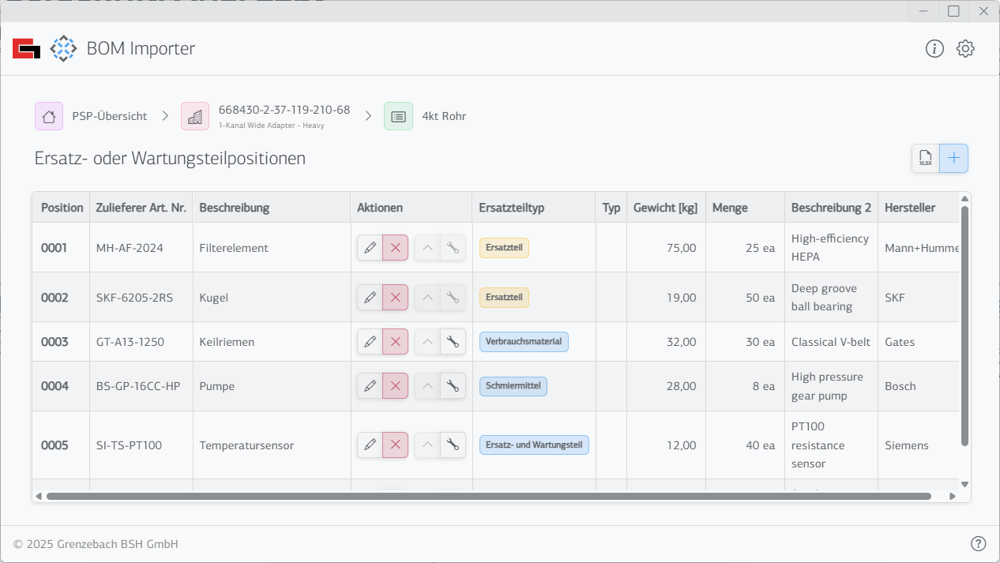 BOM Importer
PSP-Übersicht
668430-2-37-119-210-68
1-Kanal Wide Adapter - Heavy
4kt Rohr
Ersatz- oder Wartungsteilpositionen
XLSX
Position Zulieferer Art. Nr. Beschreibung Aktionen Ersatzteiltyp Typ Gewicht [kg] Menge Beschreibung 2 Hersteller
0001 MH-AF-2024 Filterelement Ersatzteil 75,00 25 ea High-efficiency
HEPA
Mann+Humme
0002 SKF-6205-2RS Kugel Ersatzteil 19,00 50 ea Deep groove
ball bearing
SKF
0003 GT-A13-1250 Keilriemen Verbrauchsmaterial 32,00 30 ea Classical V-belt Gates
0004 BS-GP-16CC-HP Pumpe Schmiermittel 28,00 8 ea High pressure
gear pump
Bosch
0005 SI-TS-PT100 Temperatursensor Ersatz- und Wartungsteil 12,00 40 ea PT100
resistance
sensor
Siemens
© 2025 Grenzebach BSH GmbH